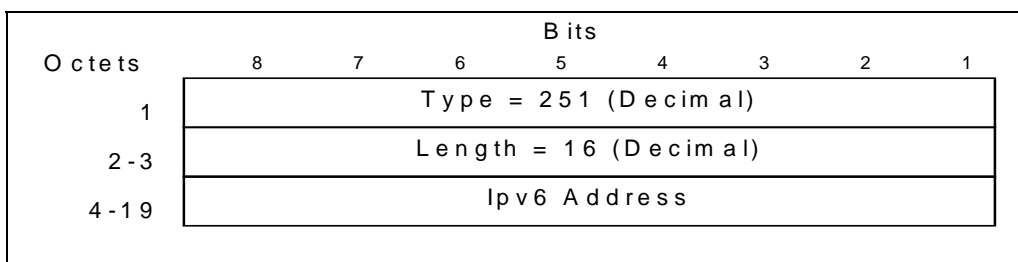 Bits
Octets 8 7 6 5 4 3 2 1
1 Type = 251 (Decimal)
2-3 Length = 16 (Decimal)
4-19 Ipv6 Address